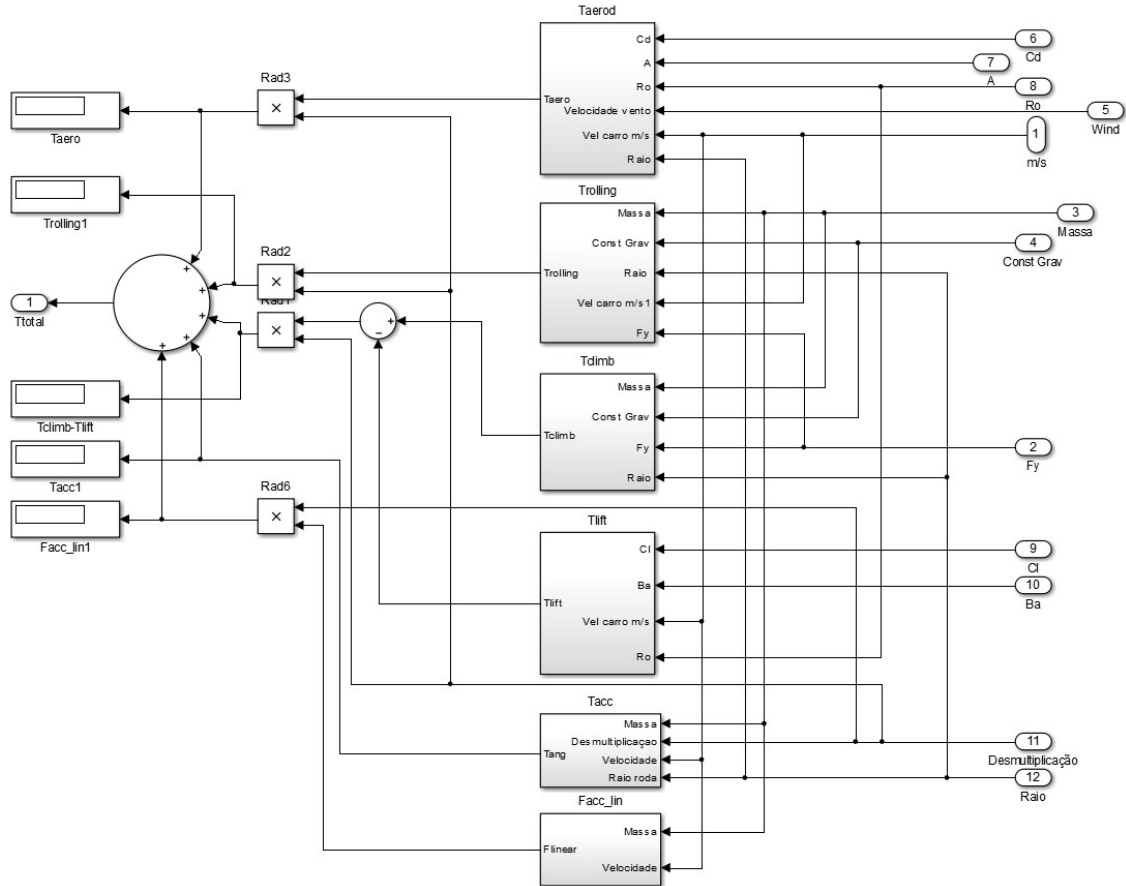 Taerod
Cd
A
Ro
Taero
Velocidade vento
Vel carro m/s
Raio
6
Cd
7
A
8
Ro
5
Wind
1
m/s
Rad3
×
Taero
Trolling1
Trolling
Massa
Const Grav
Trolling
Raio
Vel carro m/s1
Fy
3
Massa
4
Const Grav
Rad2
×
×
+
+
+
+
+
1
Ttotal
+
−
Tclimb
Massa
Const Grav
Tclimb
Fy
Raio
2
Fy
Tclimb-Tlift
Tacc1
Facc_lin1
Rad6
×
Tlift
Cl
Ba
Tlift
Vel carro m/s
Ro
9
Cl
10
Ba
Tacc
Massa
Desmultiplicaçao
Tang
Velocidade
Raio roda
11
Desmultiplicação
12
Raio
Facc_lin
Massa
Flinear
Velocidade